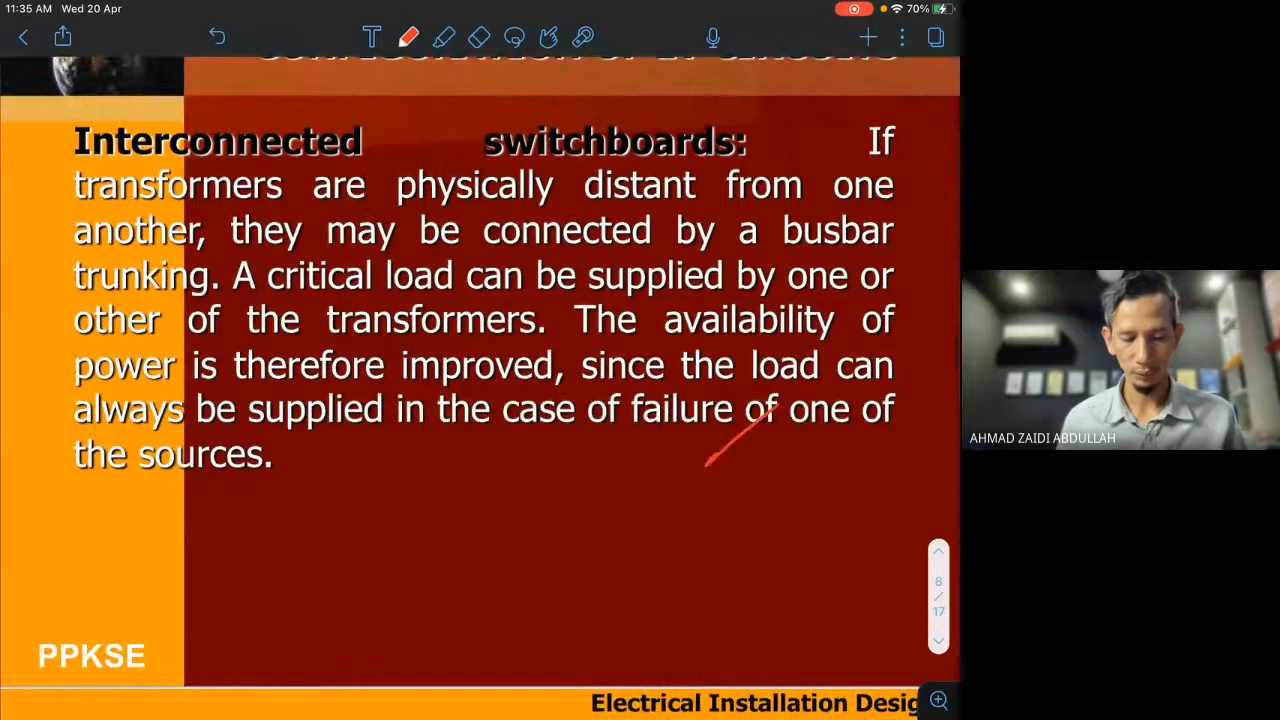 11:35 AM Wed 20 Apr
70%
Interconnected switchboards: If
transformers are physically distant from one
another, they may be connected by a busbar
trunking. A critical load can be supplied by one or
other of the transformers. The availability of
power is therefore improved, since the load can
always be supplied in the case of failure of one of
the sources.
AHMAD ZAIDI ABDULLAH
8
/
17
PPKSE
Electrical Installation Desig